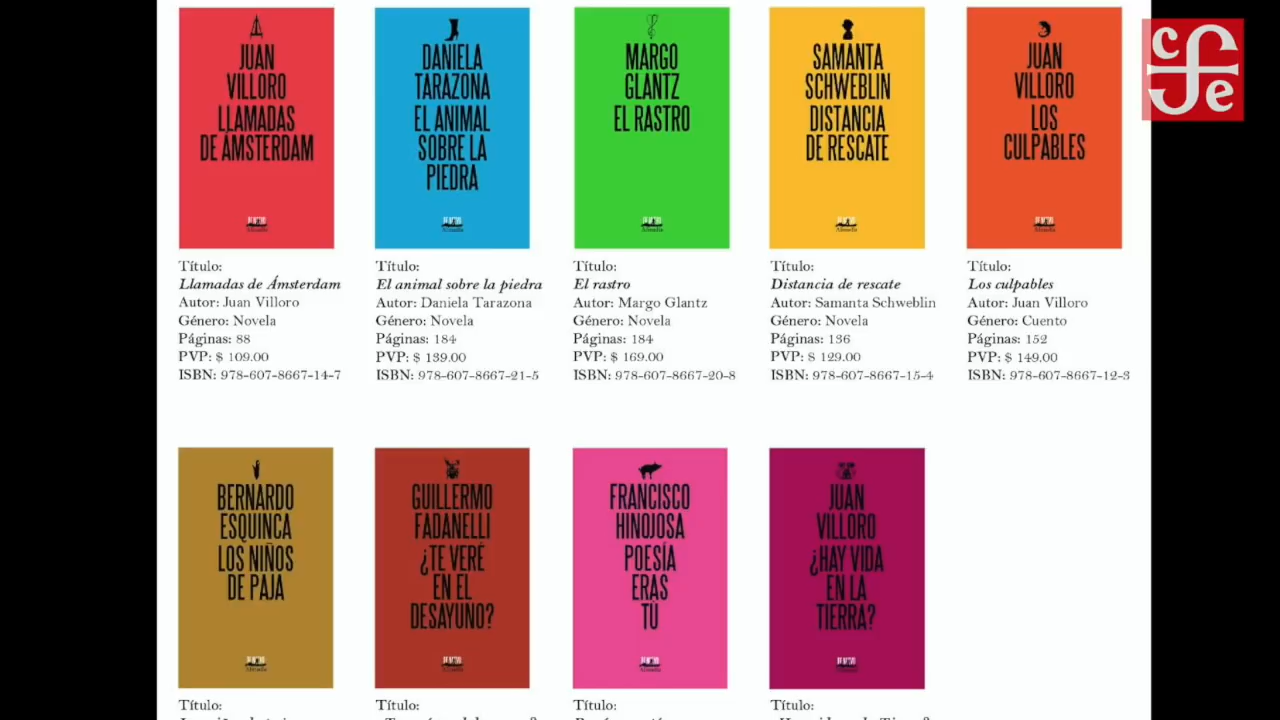 JUAN
VILLORO
LLAMADAS
DE ÁMSTERDAM
DANIELA
TARAZONA
EL ANIMAL
SOBRE LA
PIEDRA
MARGO
GLANTZ
EL RASTRO
SAMANTA
SCHWEBLIN
DISTANCIA
DE RESCATE
JUAN
VILLORO
LOS
CULPABLES
c f e
Título:
Llamadas de Ámsterdam
Autor: Juan Villoro
Género: Novela
Páginas: 88
PVP: $ 109.00
ISBN: 978-607-8667-14-7
Título:
El animal sobre la piedra
Autor: Daniela Tarazona
Género: Novela
Páginas: 184
PVP: $ 139.00
ISBN: 978-607-8667-21-5
Título:
El rastro
Autor: Margo Glantz
Género: Novela
Páginas: 184
PVP: $ 169.00
ISBN: 978-607-8667-20-8
Título:
Distancia de rescate
Autor: Samanta Schweblin
Género: Novela
Páginas: 136
PVP: $ 129.00
ISBN: 978-607-8667-15-4
Título:
Los culpables
Autor: Juan Villoro
Género: Cuento
Páginas: 152
PVP: $ 149.00
ISBN: 978-607-8667-12-3
BERNARDO
ESQUINCA
LOS NIÑOS
DE PAJA
GUILLERMO
FADANELLI
¿TE VERÉ
EN EL
DESAYUNO?
FRANCISCO
HINOJOSA
POESÍA
ERAS
TÚ
JUAN
VILLORO
¿HAY VIDA
EN LA
TIERRA?
Título:
Título:
Título:
Título: